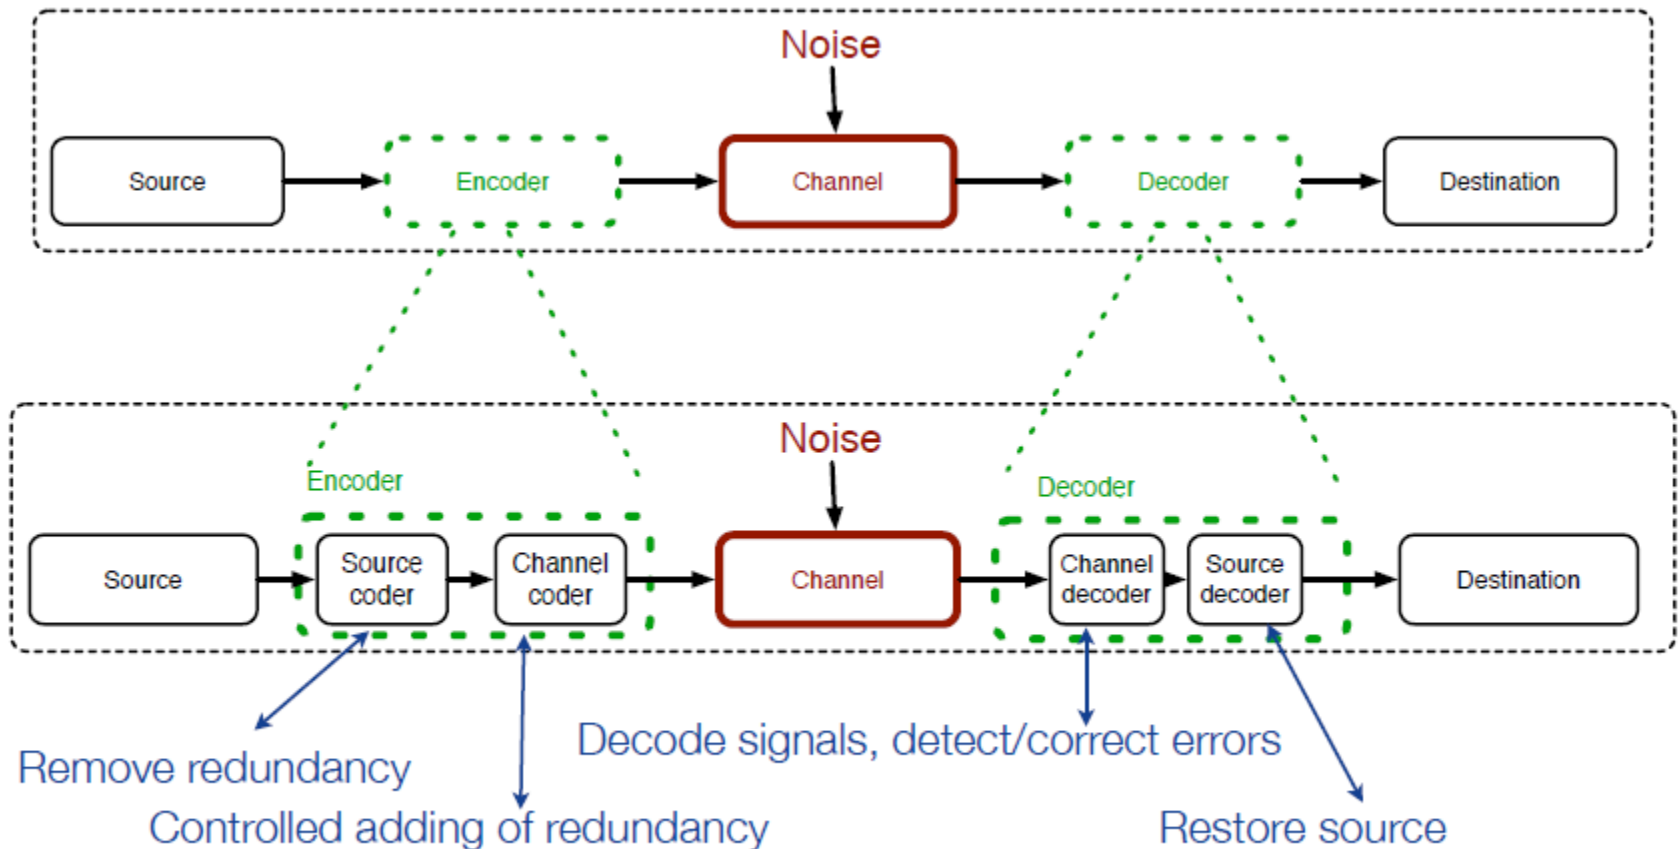 Noise
Source
Encoder
Channel
Decoder
Destination
Noise
Encoder
Decoder
Source
Source
coder
Channel
coder
Channel
Channel
decoder
Source
decoder
Destination
Remove redundancy
Decode signals, detect/correct errors
Controlled adding of redundancy
Restore source